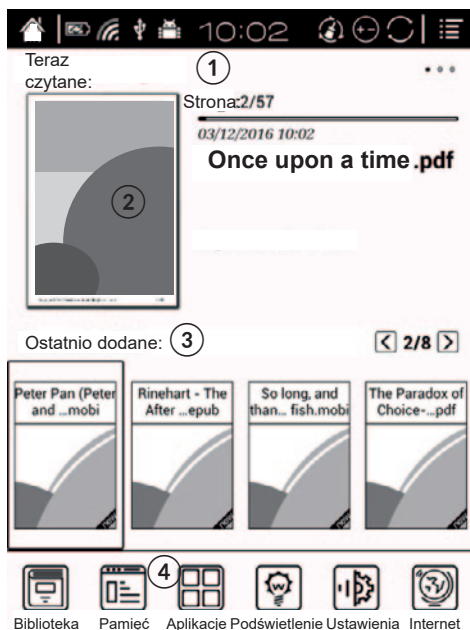 10:02
Teraz
czytane:
1
Strona:2/57
03/12/2016 10:02
Once upon a time.pdf
2
Ostatnio dodane:
3
2/8
Peter Pan (Peter
and ...mobi
Rinehart - The
After ...epub
So long, and
than... fish.mobi
The Paradox of
Choice-...pdf
4
Biblioteka Pamięć Aplikacje Podświetlenie Ustawienia Internet